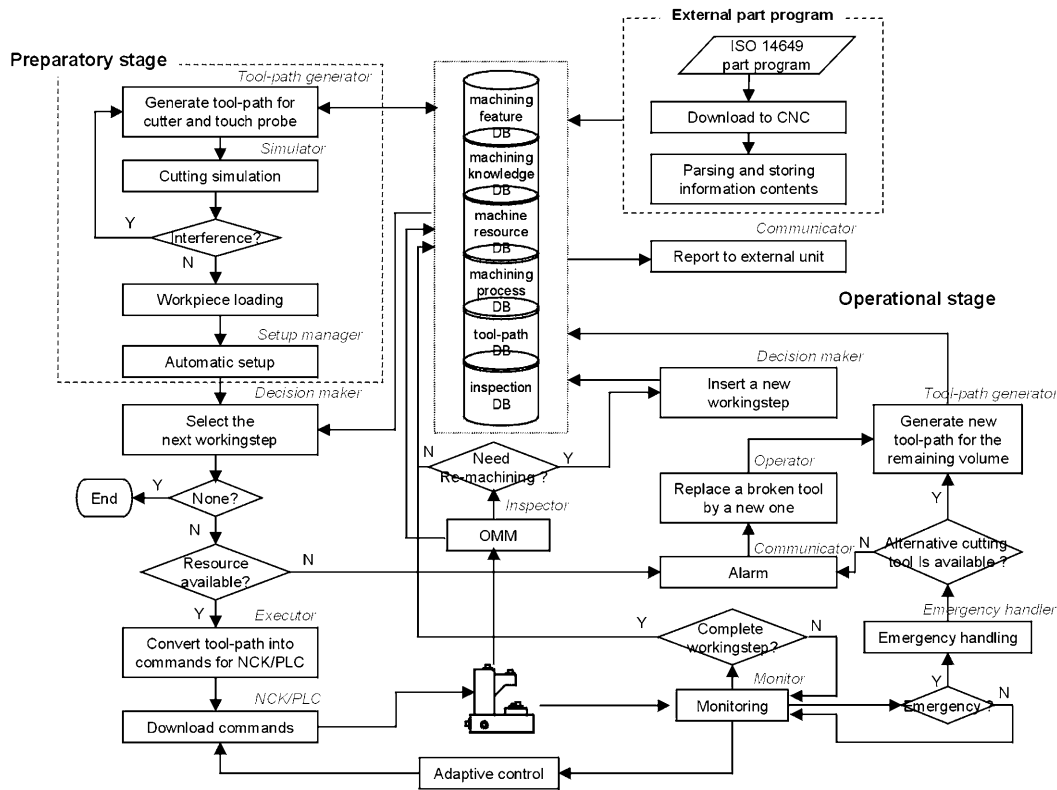 External part program
ISO 14649
part program
Download to CNC
Parsing and storing
information contents
Preparatory stage
Tool-path generator
Generate tool-path for
cutter and touch probe
Simulator
Cutting simulation
Y
Interference?
N
Workpiece loading
Setup manager
Automatic setup
machining
feature
DB
machining
knowledge
DB
machine
resource
DB
machining
process
DB
tool-path
DB
inspection
DB
Communicator
Report to external unit
Operational stage
Decision maker
Select the
next workingstep
End
Y
None?
N
Resource
available?
N
Y
Executor
Convert tool-path into
commands for NCK/PLC
NCK/PLC
Download commands
Adaptive control
N
Need
Re-machining ?
Y
Inspector
OMM
Decision maker
Insert a new
workingstep
Tool-path generator
Generate new
tool-path for the
remaining volume
Operator
Replace a broken tool
by a new one
Y
Communicator
Alarm
N
Alternative cutting
tool Is available ?
Emergency handler
Emergency handling
Y
Complete
workingstep?
N
Monitor
Monitoring
Y
Emergency ?
N